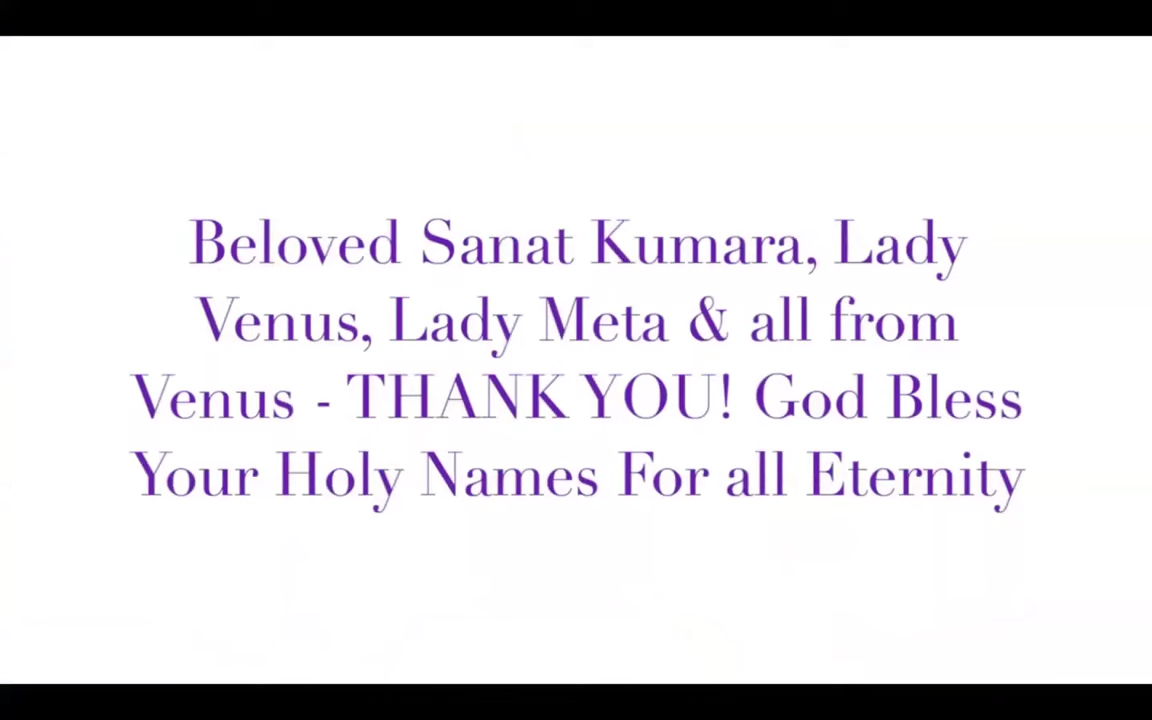 Beloved Sanat Kumara, Lady
Venus, Lady Meta & all from
Venus - THANK YOU! God Bless
Your Holy Names For all Eternity